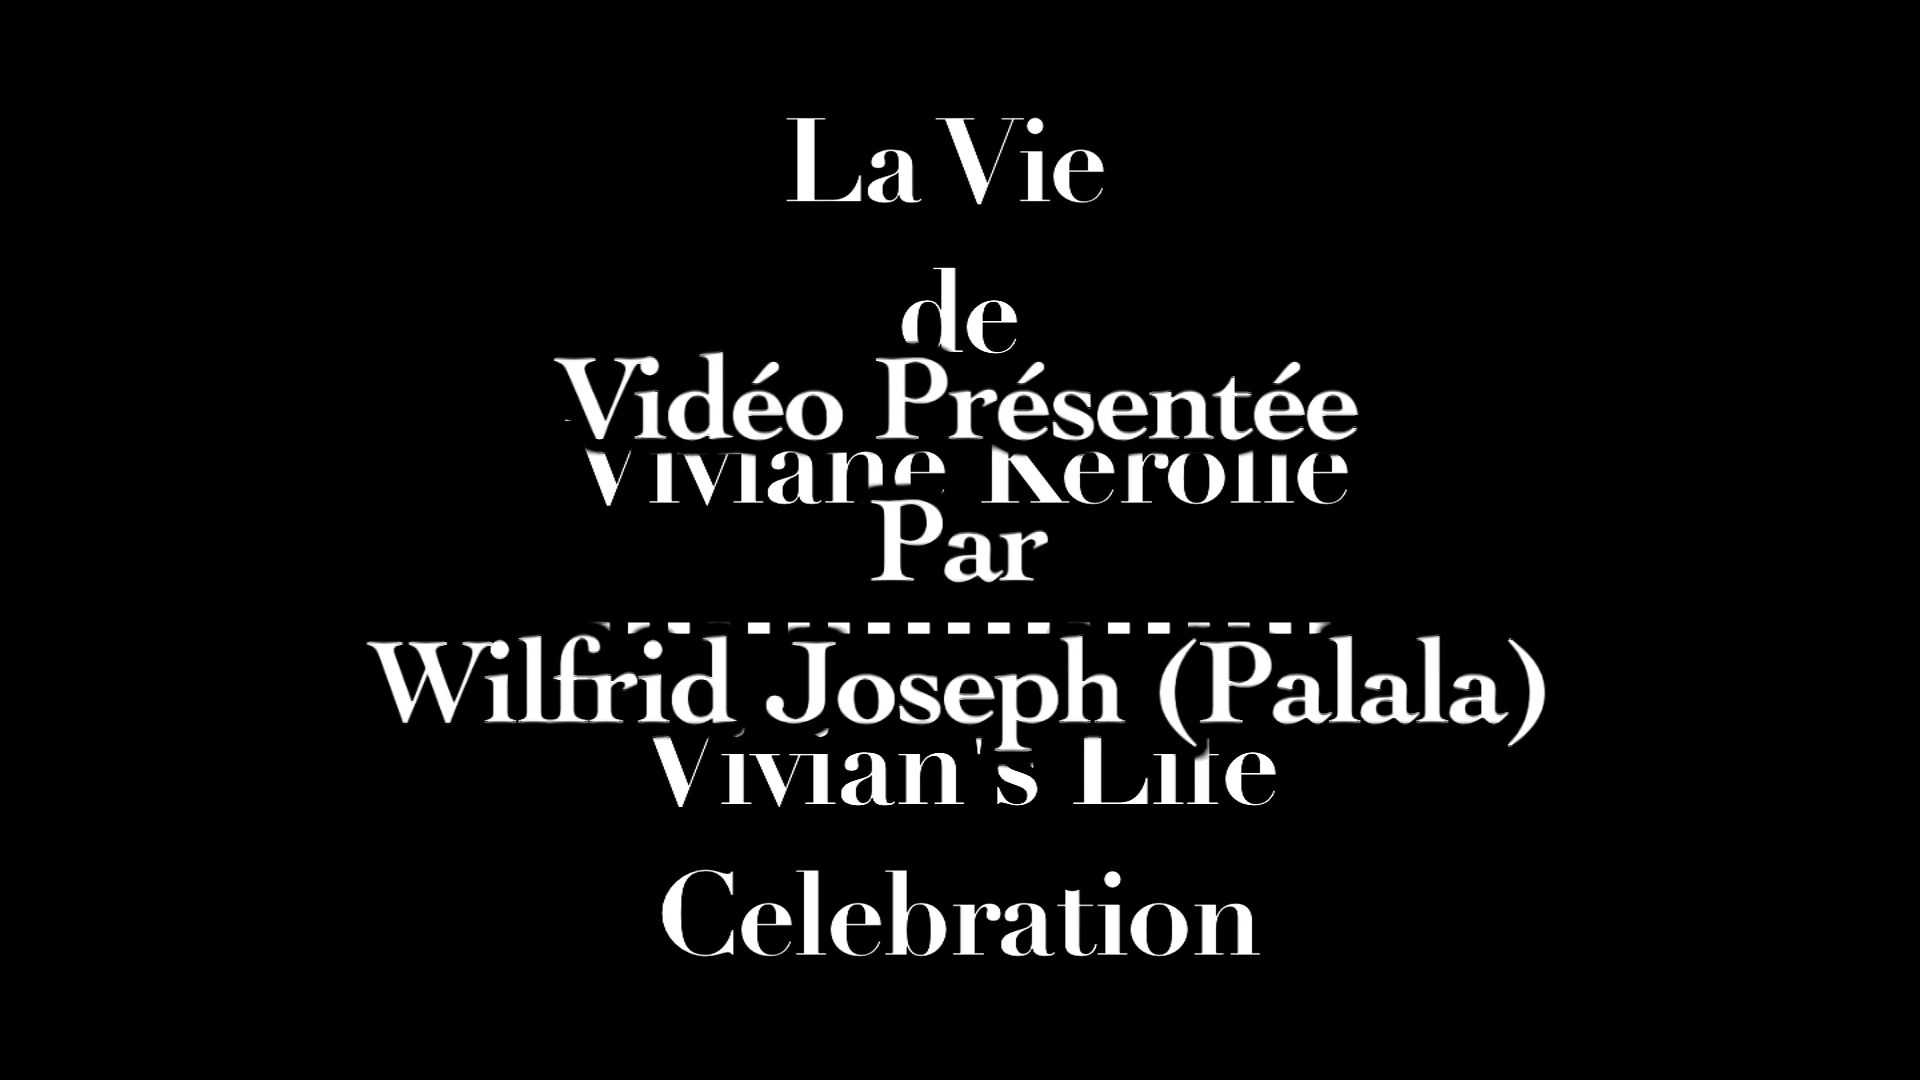 La Vie
de
Vidéo Présentée
Viviane Kerolle
Par
Wilfrid Joseph (Palala)
Vivian's Life
Celebration